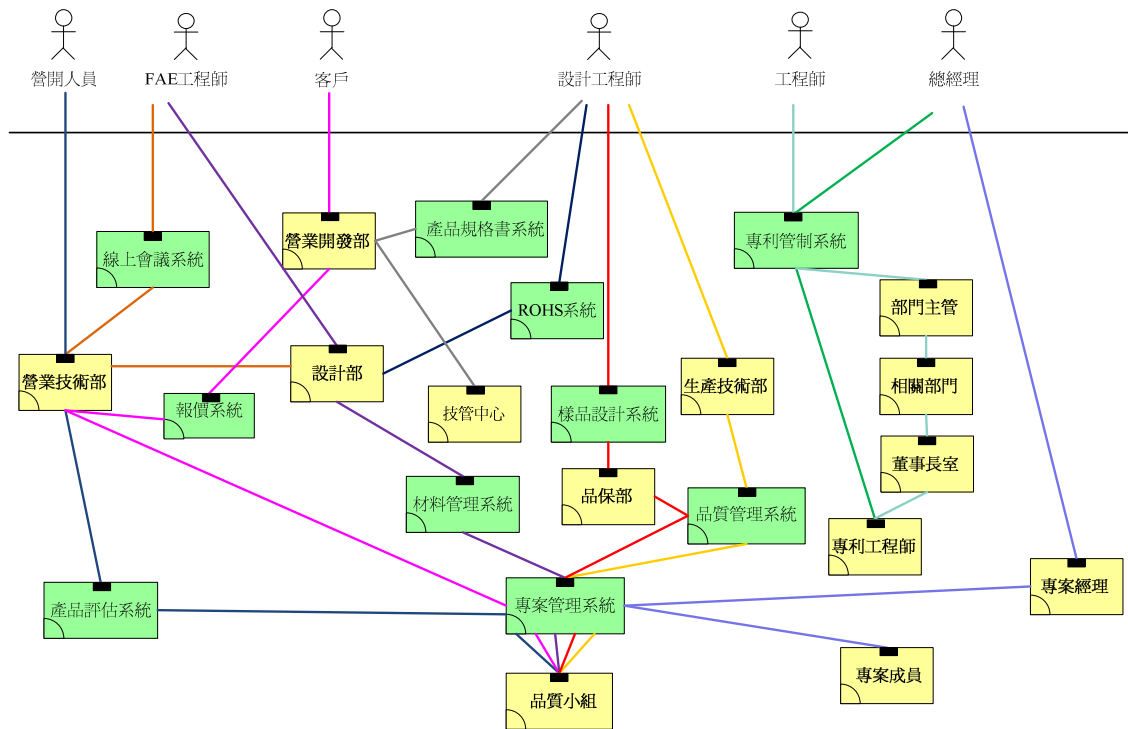 營開人員
FAE工程師
客戶
設計工程師
工程師
總經理
產品規格書系統
營業開發部
專利管制系統
線上會議系統
ROHS系統
部門主管
設計部
營業技術部
生產技術部
相關部門
報價系統
技管中心
樣品設計系統
董事長室
品保部
材料管理系統
品質管理系統
專利工程師
專案經理
產品評估系統
專案管理系統
專案成員
品質小組